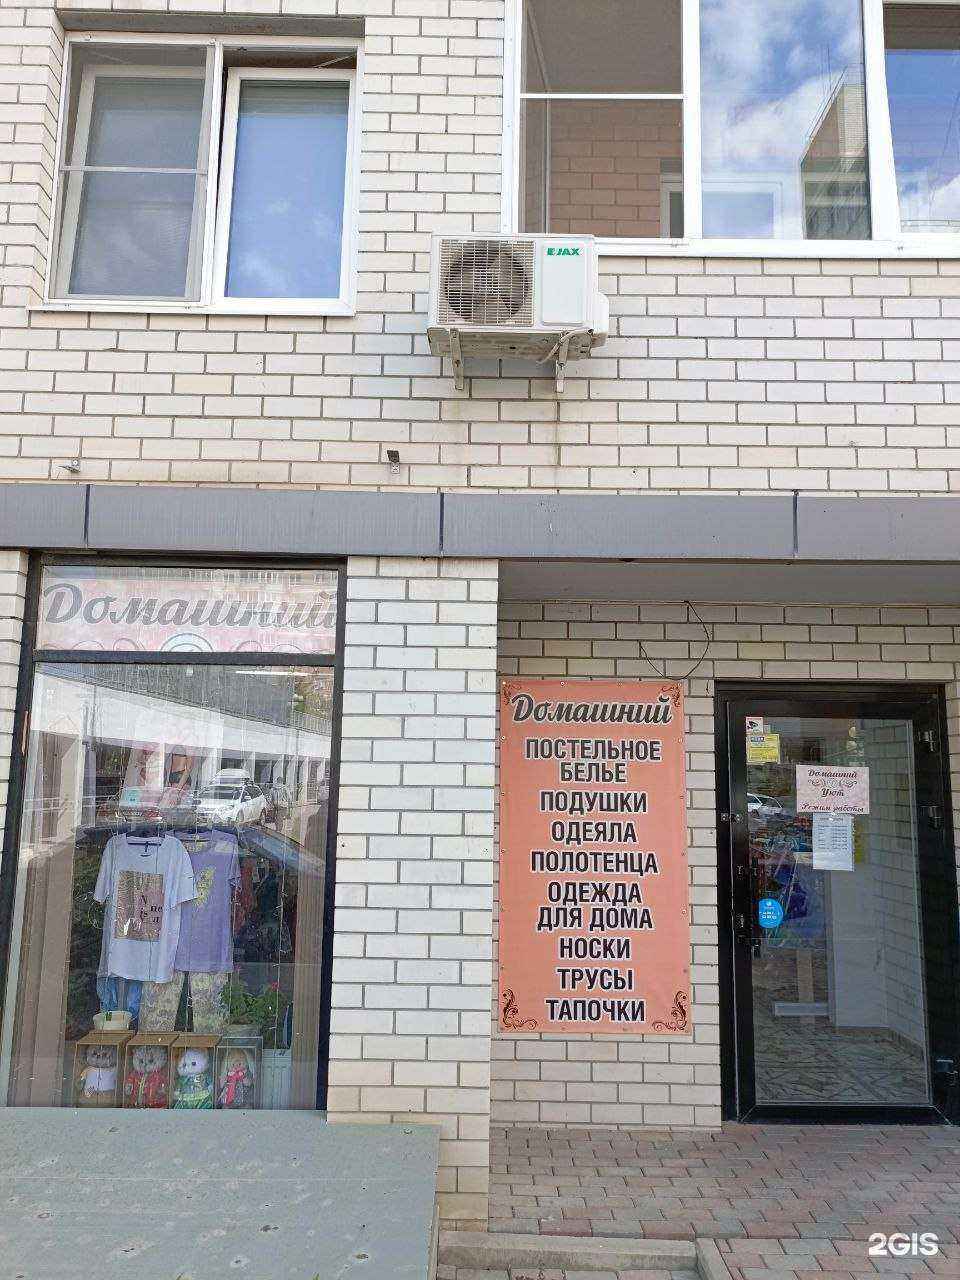 EJAX
Домашний
Домашний
ПОСТЕЛЬНОЕ
БЕЛЬЕ
ПОДУШКИ
ОДЕЯЛА
ПОЛОТЕНЦА
ОДЕЖДА
ДЛЯ ДОМА
НОСКИ
ТРУСЫ
ТАПОЧКИ
Домашний
Уют
Режим работы
2GIS